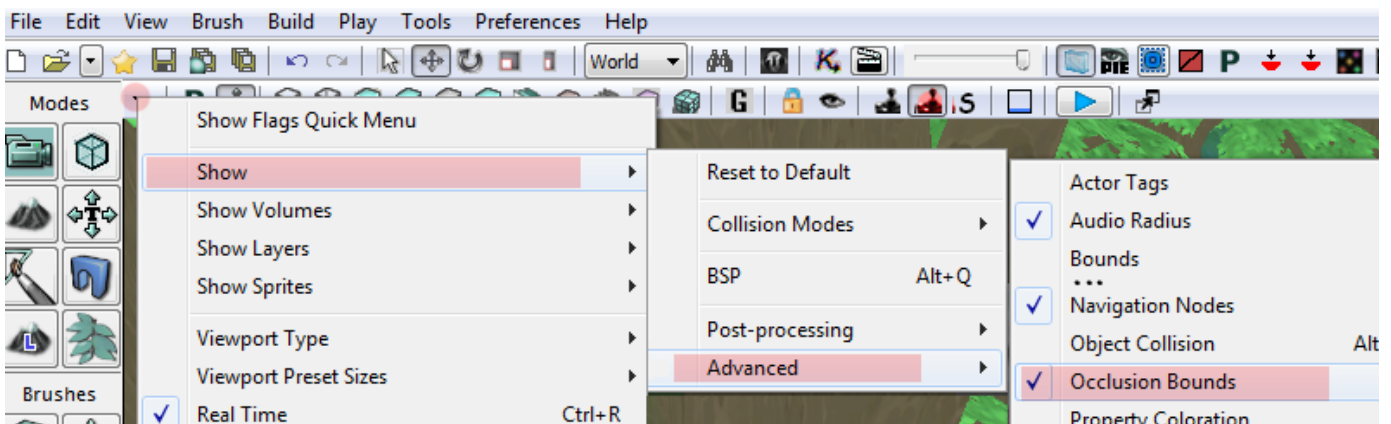 File Edit View Brush Build Play Tools Preferences Help
World
PIE
P
G
S
Modes
Show Flags Quick Menu
Show
Show Volumes
Show Layers
Show Sprites
Viewport Type
Viewport Preset Sizes
Real Time Ctrl+R
Reset to Default
Collision Modes
BSP Alt+Q
Post-processing
Advanced
Actor Tags
Audio Radius
Bounds
...
Navigation Nodes
Object Collision Alt
Occlusion Bounds
Property Coloration
L
Brushes